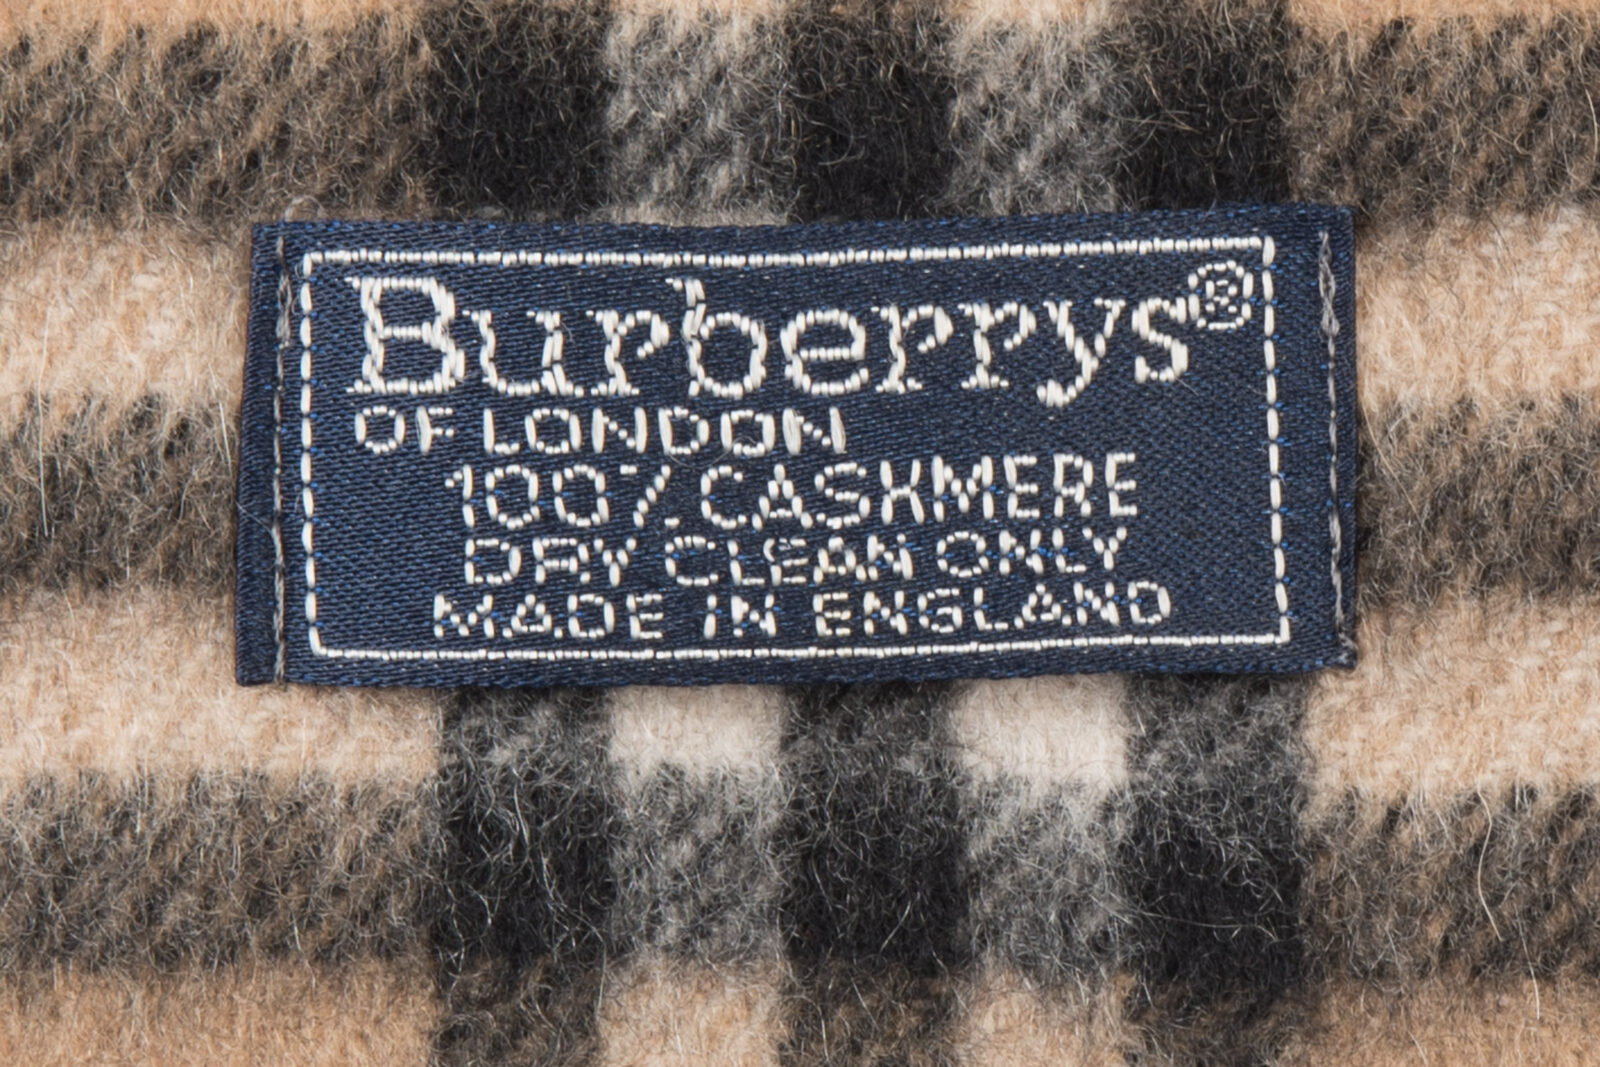 Burberrys®
OF LONDON
100% CASHMERE
DRY CLEAN ONLY
MADE IN ENGLAND